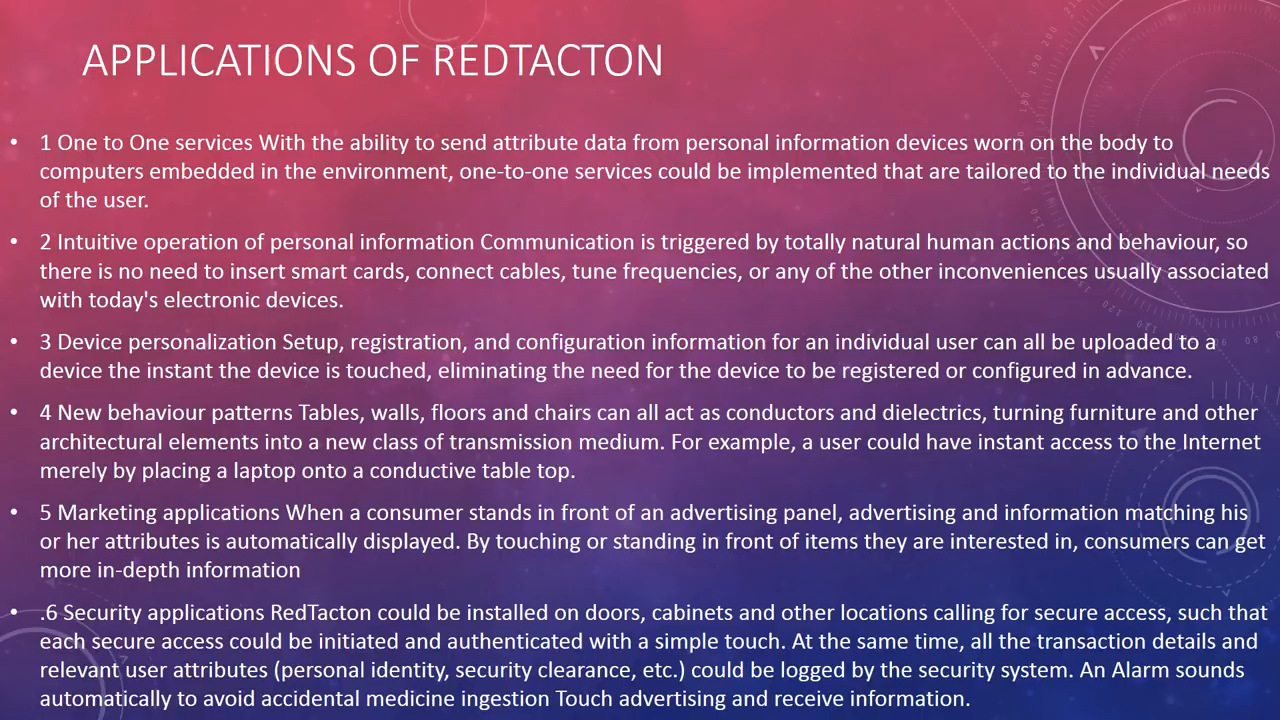 APPLICATIONS OF REDTACTON
• 1 One to One services With the ability to send attribute data from personal information devices worn on the body to
computers embedded in the environment, one-to-one services could be implemented that are tailored to the individual needs
of the user.
• 2 Intuitive operation of personal information Communication is triggered by totally natural human actions and behaviour, so
there is no need to insert smart cards, connect cables, tune frequencies, or any of the other inconveniences usually associated
with today's electronic devices.
• 3 Device personalization Setup, registration, and configuration information for an individual user can all be uploaded to a
device the instant the device is touched, eliminating the need for the device to be registered or configured in advance.
• 4 New behaviour patterns Tables, walls, floors and chairs can all act as conductors and dielectrics, turning furniture and other
architectural elements into a new class of transmission medium. For example, a user could have instant access to the Internet
merely by placing a laptop onto a conductive table top.
• 5 Marketing applications When a consumer stands in front of an advertising panel, advertising and information matching his
or her attributes is automatically displayed. By touching or standing in front of items they are interested in, consumers can get
more in-depth information
• .6 Security applications RedTacton could be installed on doors, cabinets and other locations calling for secure access, such that
each secure access could be initiated and authenticated with a simple touch. At the same time, all the transaction details and
relevant user attributes (personal identity, security clearance, etc.) could be logged by the security system. An Alarm sounds
automatically to avoid accidental medicine ingestion Touch advertising and receive information.